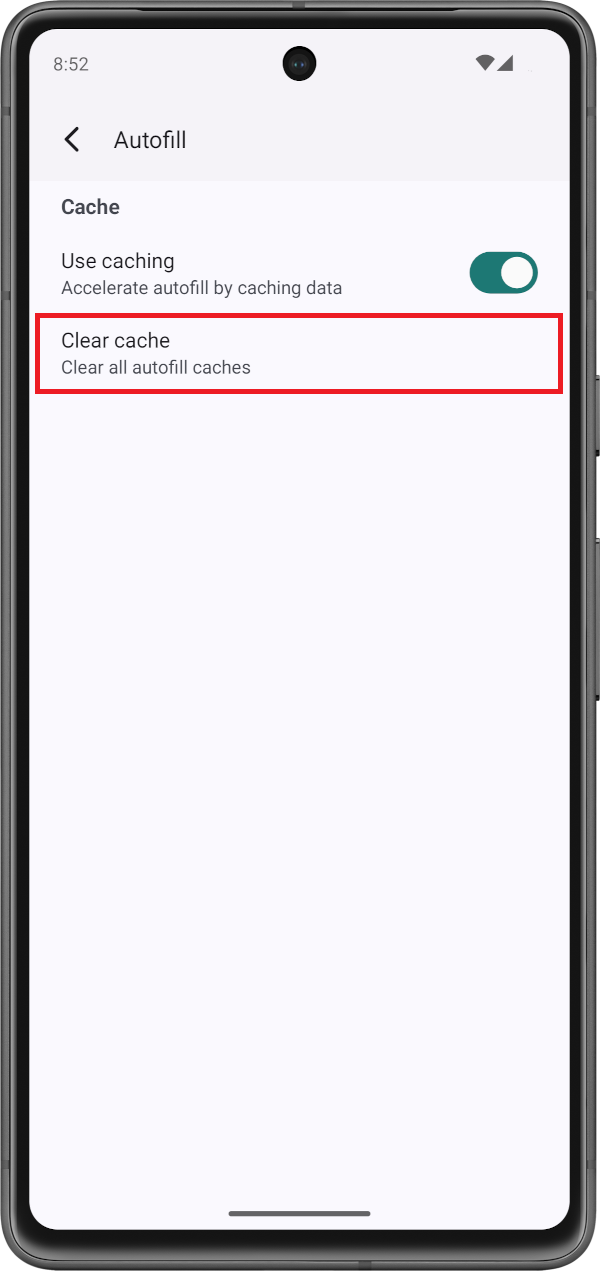 8:52
Autofill
Cache
Use caching
Accelerate autofill by caching data
Clear cache
Clear all autofill caches